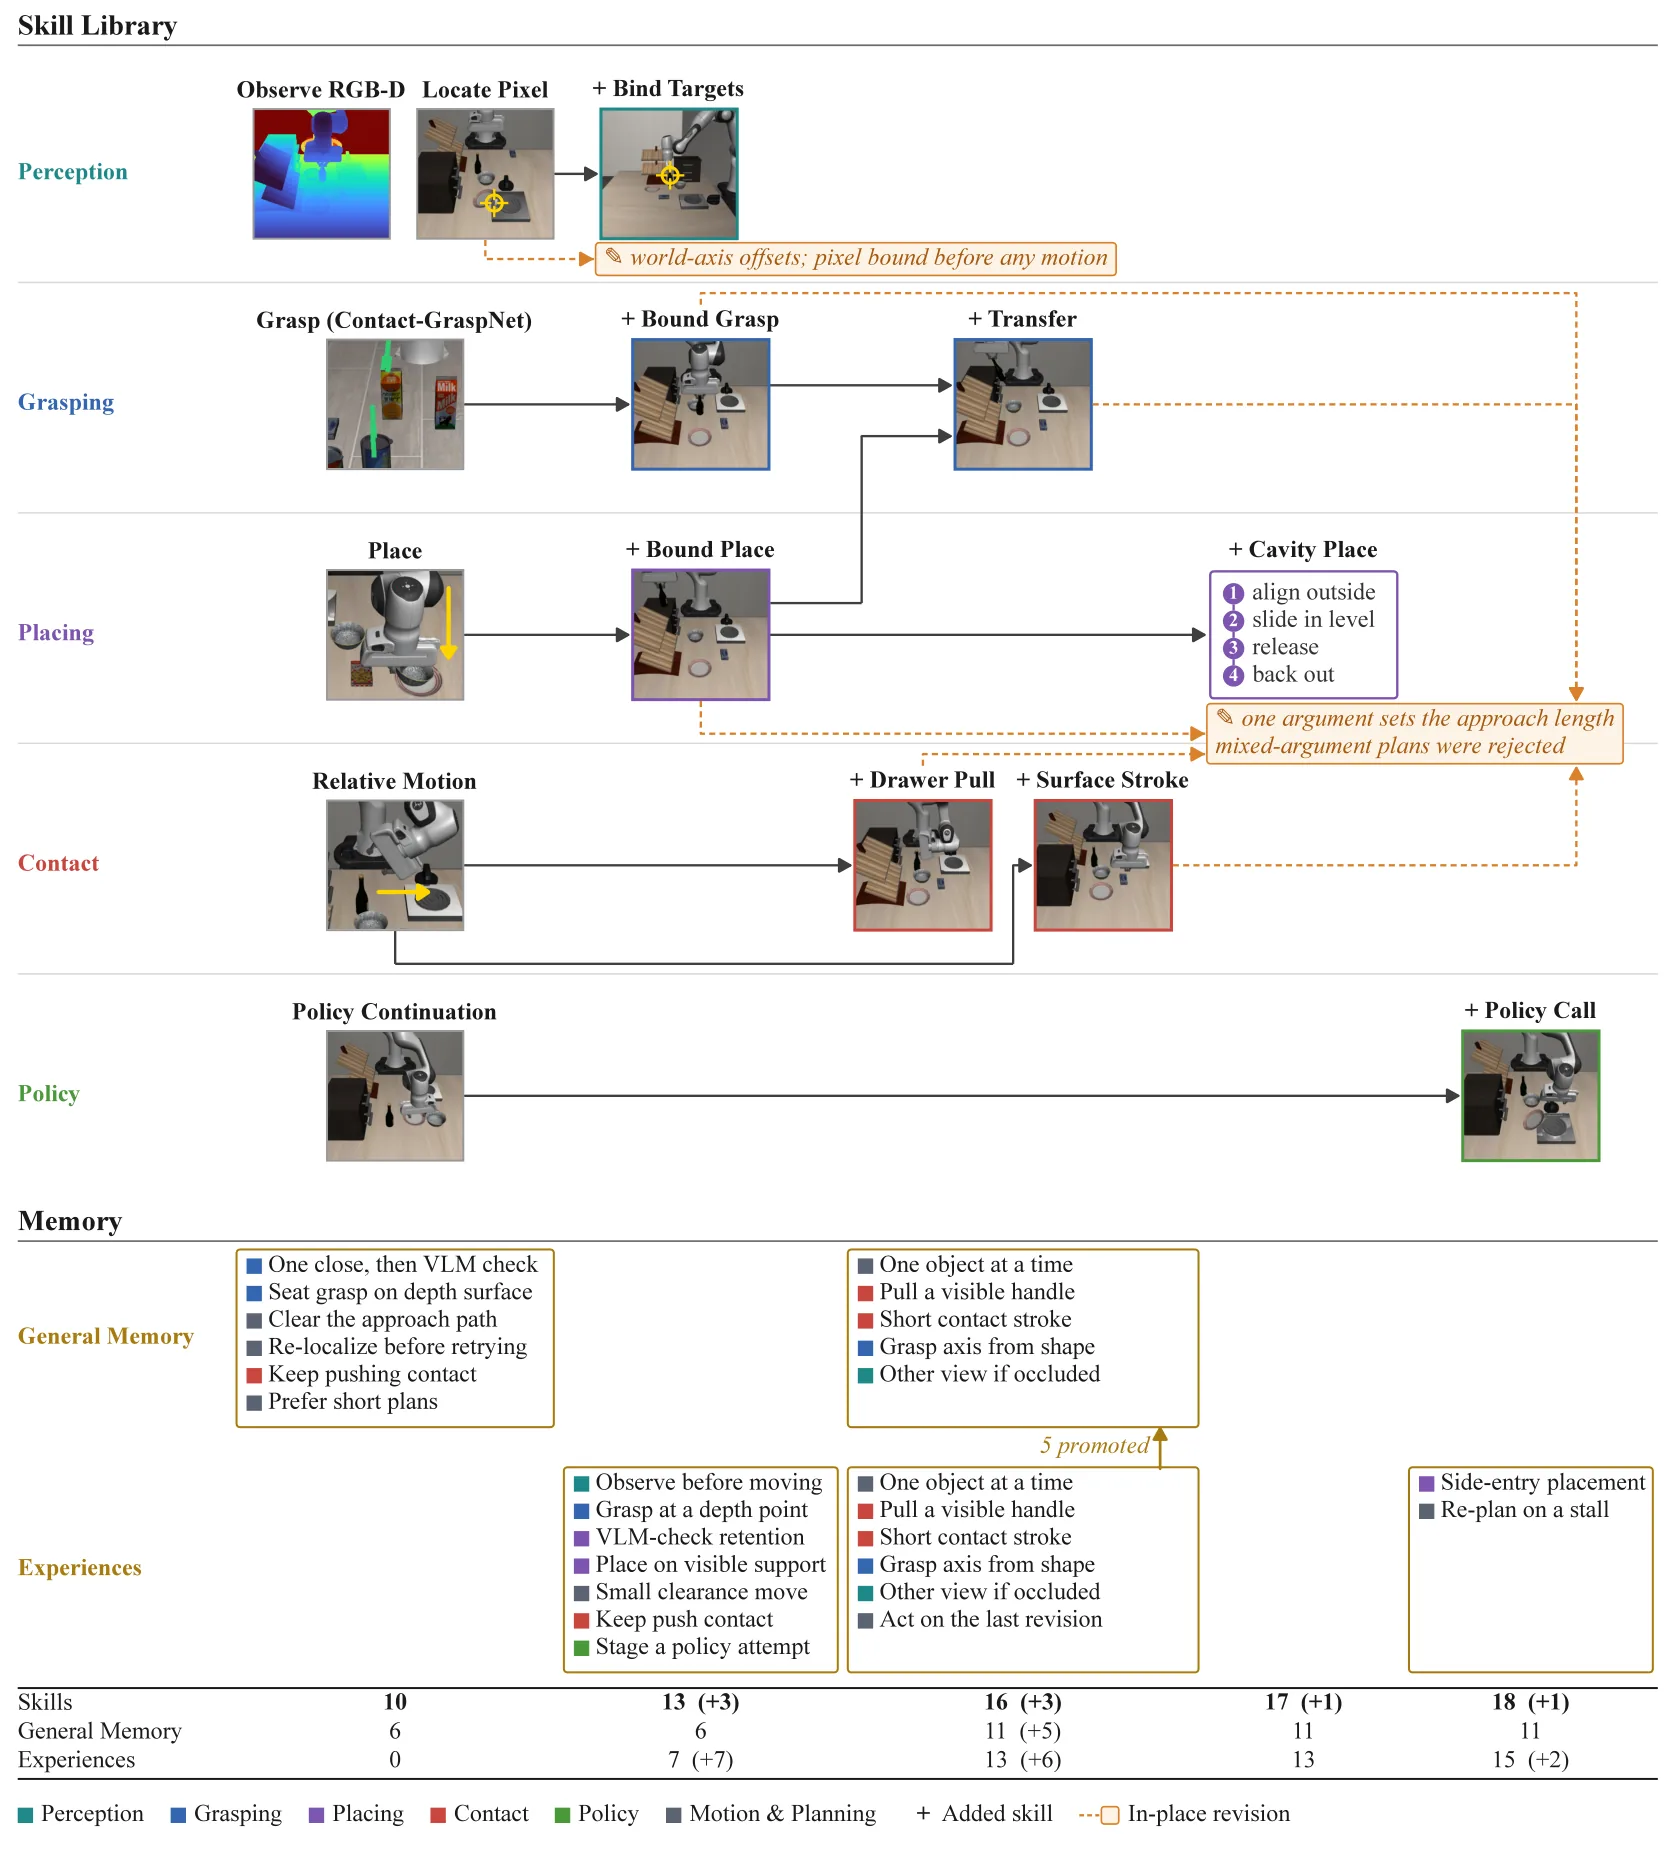 Skill Library
Observe RGB-D
Locate Pixel
+ Bind Targets
Perception
✎ world-axis offsets; pixel bound before any motion
Grasp (Contact-GraspNet)
+ Bound Grasp
+ Transfer
Milk
Grasping
Place
+ Bound Place
+ Cavity Place
Placing
1 align outside
2 slide in level
3 release
4 back out
✎ one argument sets the approach length
mixed-argument plans were rejected
Relative Motion
+ Drawer Pull
+ Surface Stroke
Contact
Policy Continuation
+ Policy Call
Policy
Memory
General Memory
One close, then VLM check
Seat grasp on depth surface
Clear the approach path
Re-localize before retrying
Keep pushing contact
Prefer short plans
One object at a time
Pull a visible handle
Short contact stroke
Grasp axis from shape
Other view if occluded
5 promoted
Experiences
Observe before moving
Grasp at a depth point
VLM-check retention
Place on visible support
Small clearance move
Keep push contact
Stage a policy attempt
One object at a time
Pull a visible handle
Short contact stroke
Grasp axis from shape
Other view if occluded
Act on the last revision
Side-entry placement
Re-plan on a stall
Skills 10 13 (+3) 16 (+3) 17 (+1) 18 (+1)
General Memory 6 6 11 (+5) 11 11
Experiences 0 7 (+7) 13 (+6) 13 15 (+2)
Perception Grasping Placing Contact Policy Motion & Planning + Added skill In-place revision